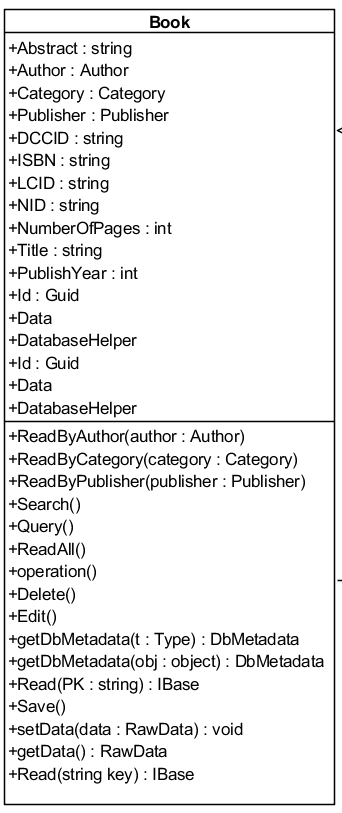 Book
+Abstract : string
+Author : Author
+Category : Category
+Publisher : Publisher
+DCCID : string
+ISBN : string
+LCID : string
+NID : string
+NumberOfPages : int
+Title : string
+PublishYear : int
+Id : Guid
+Data
+DatabaseHelper
+Id : Guid
+Data
+DatabaseHelper
+ReadByAuthor(author : Author)
+ReadByCategory(category : Category)
+ReadByPublisher(publisher : Publisher)
+Search()
+Query()
+ReadAll()
+operation()
+Delete()
+Edit()
+getDbMetadata(t : Type) : DbMetadata
+getDbMetadata(obj : object) : DbMetadata
+Read(PK : string) : IBase
+Save()
+setData(data : RawData) : void
+getData() : RawData
+Read(string key) : IBase